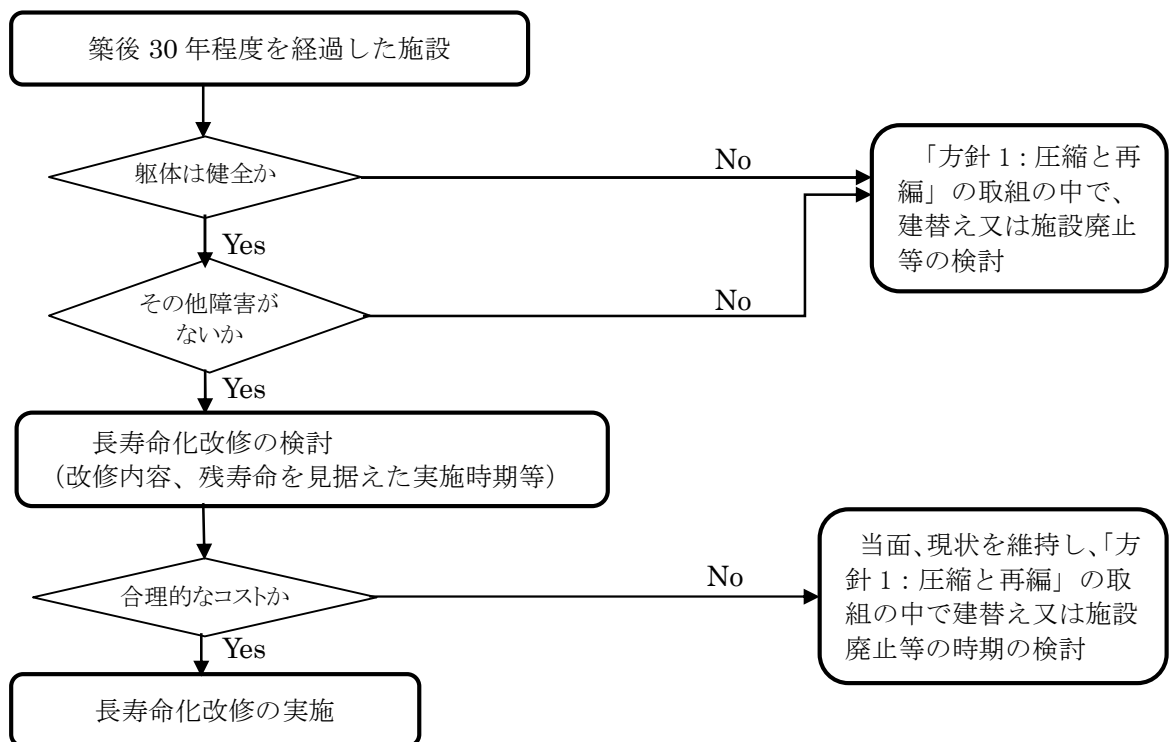 築後 30 年程度を経過した施設
躯体は健全か
No
「方針 1：圧縮と再
編」の取組の中で、
建替え又は施設廃止
等の検討
Yes
その他障害が
ないか
No
Yes
長寿命化改修の検討
（改修内容、残寿命を見据えた実施時期等）
合理的なコストか
No
当面、現状を維持し、「方
針 1：圧縮と再編」の取
組の中で建替え又は施設
廃止等の時期の検討
Yes
長寿命化改修の実施